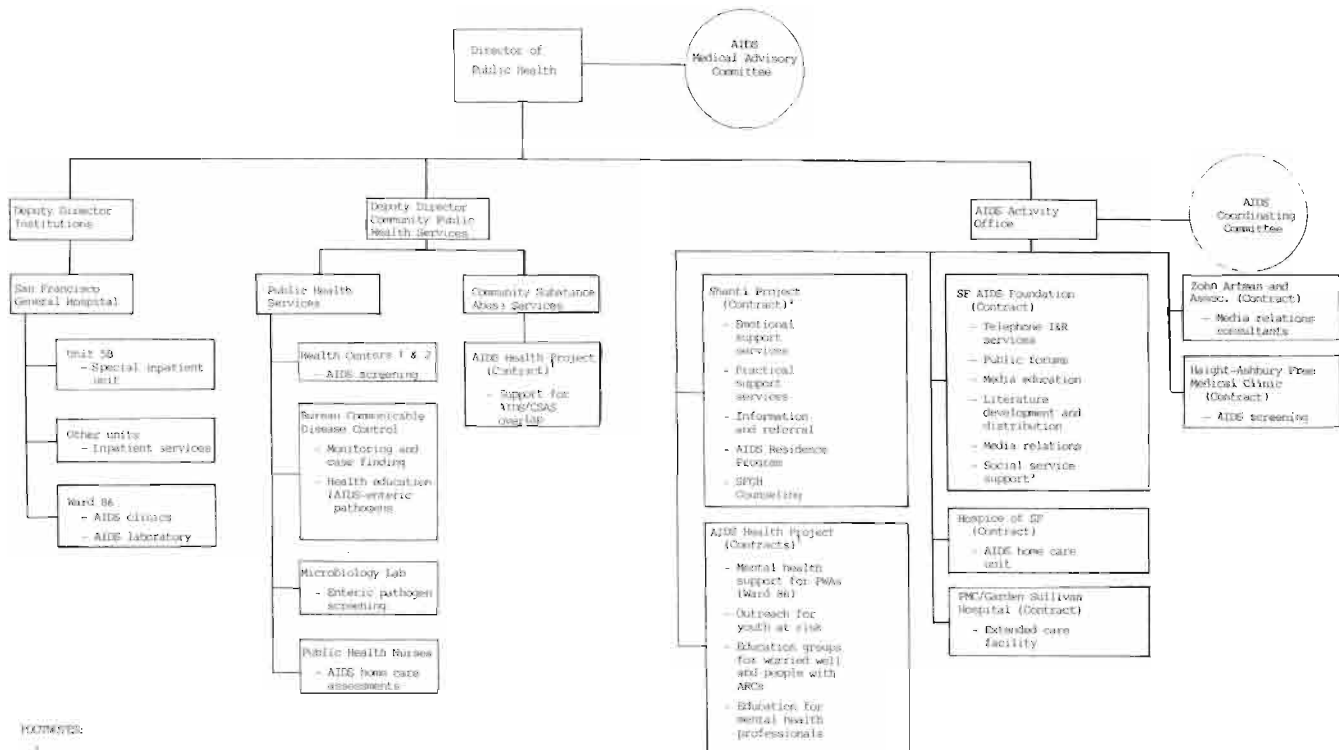 Director of
Public Health
AIDS
Medical Advisory
Committee
Deputy Director
Institutions
Deputy Director
Community Public
Health Services
AIDS Activity
Office
AIDS
Coordinating
Committee
San Francisco
General Hospital
Unit 5B
- Special inpatient
unit
Other units
- Inpatient services
Ward 86
- AIDS clinics
- AIDS laboratory
Public Health
Services
Health Centers 1 & 2
- AIDS screening
Bureau Communicable
Disease Control
- Monitoring and
case finding
- Health education
(AIDS-enteric
pathogens
Microbiology Lab
- Enteric pathogen
screening
Public Health Nurses
- AIDS home care
assessments
Community Substance
Abuse Services
AIDS Health Project
(Contract)
- Support for
AIDS/CSAS
overlap
Shanti Project
(Contract)
- Emotional
support
services
- Practical
support
services
- Information
and referral
- AIDS Residence
Program
- SFGH
Counseling
AIDS Health Project
(Contracts)
- Mental health
support for PWAs
(Ward 86)
- Outreach for
youth at risk
- Education groups
for worried well
and people with
ARCs
- Education for
mental health
professionals
SF AIDS Foundation
(Contract)
- Telephone I&R
services
- Public forums
- Media education
- Literature
development and
distribution
- Media relations
- Social service
support
Hospice of SF
(Contract)
- AIDS home care
unit
PMC/Garden Sullivan
Hospital (Contract)
- Extended care
facility
Zohn Artman and
Assoc. (Contract)
- Media relations
consultants
Haight-Ashbury Free
Medical Clinic
(Contract)
- AIDS screening
FOOTNOTES: